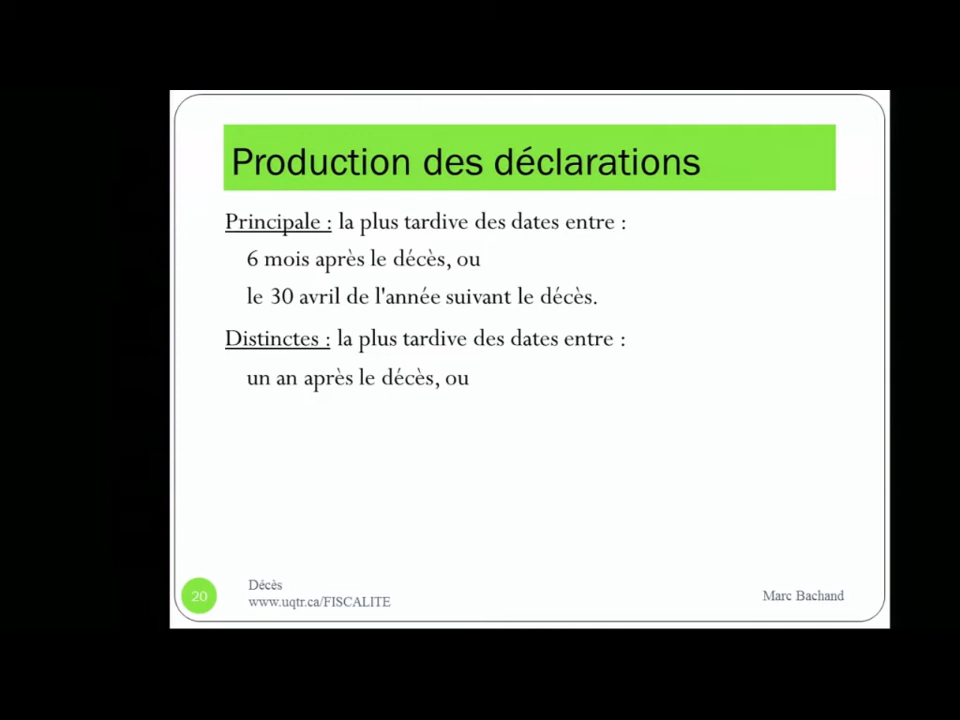 Production des déclarations
Principale : la plus tardive des dates entre :
6 mois après le décès, ou
le 30 avril de l'année suivant le décès.
Distinctes : la plus tardive des dates entre :
un an après le décès, ou
20
Décès
www.uqtr.ca/FISCALITE
Marc Bachand